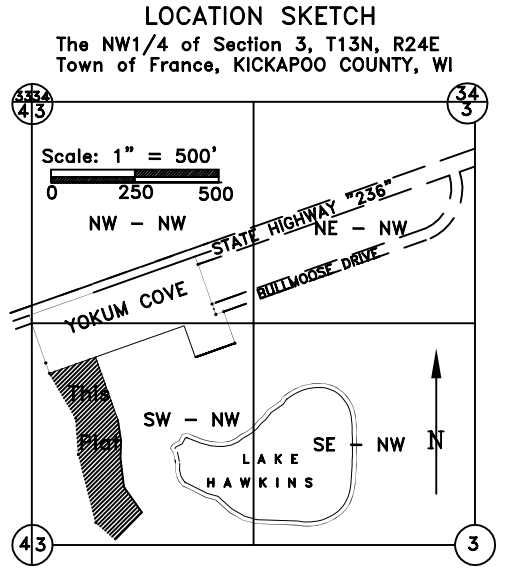 LOCATION SKETCH
The NW1/4 of Section 3, T13N, R24E
Town of France, KICKAPOO COUNTY, WI
33 34
4 3
34
3
Scale: 1" = 500'
0 250 500
NW - NW
STATE HIGHWAY "236"
NE - NW
BULLMOOSE DRIVE
YOKUM COVE
This
Plat
SW - NW
SE - NW
N
LAKE
HAWKINS
4 3
3